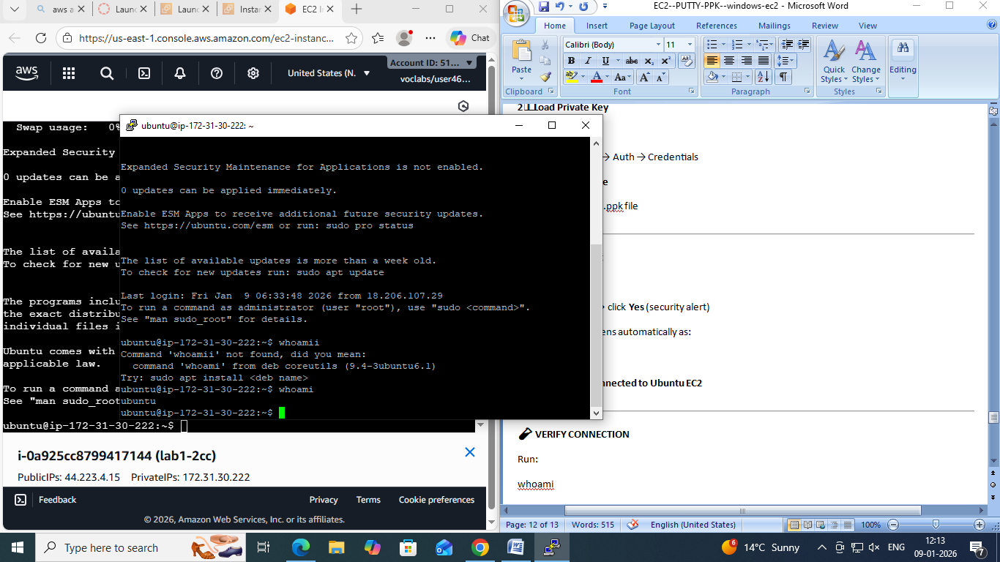 aws a
Launc
Launc
Instan
EC2 In
https://us-east-1.console.aws.amazon.com/ec2-instanc...
Chat
aws
United States (N.
Account ID: 51...
voclabs/user46...
Swap usage: 0%
Expanded Security
0 updates can be a
Enable ESM Apps to
See https://ubuntu
The list of availa
To check for new u
The programs inclu
the exact distribu
individual files i
Ubuntu comes with
applicable law.
To run a command a
See "man sudo_root
ubuntu@ip-172-31-30-222:~$
i-0a925cc8799417144 (lab1-2cc)
PublicIPs: 44.223.4.15 PrivateIPs: 172.31.30.222
Feedback
Privacy
Terms
Cookie preferences
© 2026, Amazon Web Services, Inc. or its affiliates.
ubuntu@ip-172-31-30-222: ~
Expanded Security Maintenance for Applications is not enabled.
0 updates can be applied immediately.
Enable ESM Apps to receive additional future security updates.
See https://ubuntu.com/esm or run: sudo pro status
The list of available updates is more than a week old.
To check for new updates run: sudo apt update
Last login: Fri Jan  9 06:33:48 2026 from 18.206.107.29
To run a command as administrator (user "root"), use "sudo <command>".
See "man sudo_root" for details.
ubuntu@ip-172-31-30-222:~$ whoamii
Command 'whoamii' not found, did you mean:
command 'whoami' from deb coreutils (9.4-3ubuntu6.1)
Try: sudo apt install <deb name>
ubuntu@ip-172-31-30-222:~$ whoami
ubuntu
ubuntu@ip-172-31-30-222:~$
EC2--PUTTY-PPK--windows-ec2 - Microsoft Word
Home
Insert
Page Layout
References
Mailings
Review
View
Paste
Clipboard
Calibri (Body)
11
B I U abc x₂ x²
Aa
Font
Paragraph
Quick Styles
Change Styles
Styles
Editing
2 Load Private Key
→ Auth → Credentials
e
.ppk file
click Yes (security alert)
ens automatically as:
nnected to Ubuntu EC2
VERIFY CONNECTION
Run:
whoami
Page: 12 of 13
Words: 515
English (United States)
100%
Type here to search
6
14°C Sunny
ENG
12:13
09-01-2026
7